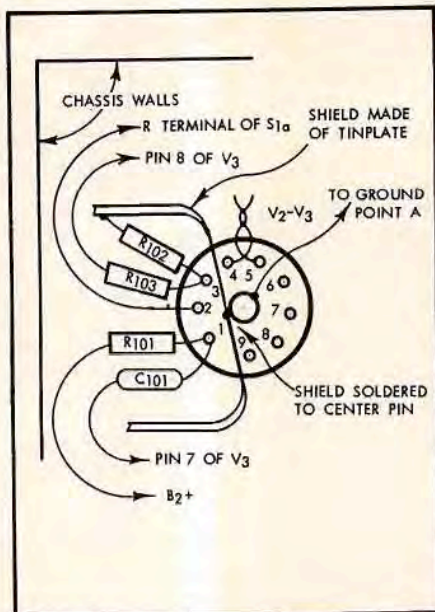 CHASSIS WALLS
R TERMINAL OF S1a
PIN 8 OF V3
SHIELD MADE
OF TINPLATE
TO GROUND
POINT A
V2-V3
R102
R103
4 5
3
6
2
7
1
8
9
R101
C101
SHIELD SOLDERED
TO CENTER PIN
PIN 7 OF V3
B2+